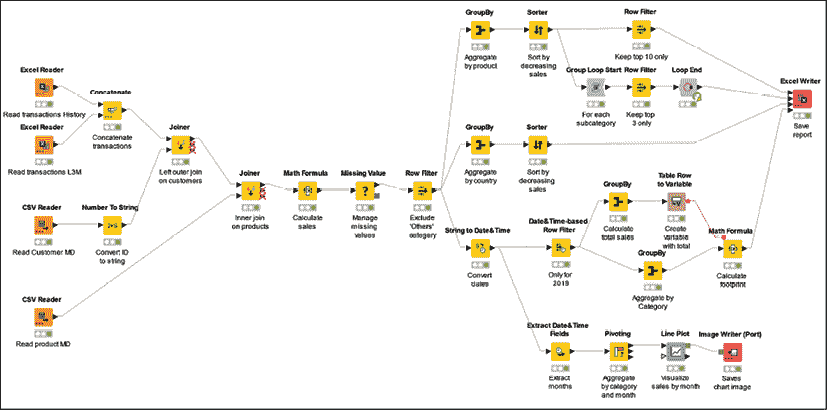 GroupBy
Aggregate
by product
Sorter
Sort by
decreasing
sales
Row Filter
Keep top 10 only
Group Loop Start
For each
subcategory
Row Filter
Keep top
3 only
Loop End
Excel Writer
Save
report
Excel Reader
Read transactions History
Excel Reader
Read transactions L3M
Concatenate
Concatenate
transactions
Joiner
Left outer join
on customers
CSV Reader
Read Customer MD
Number To String
Convert ID
to string
CSV Reader
Read product MD
Joiner
Inner join
on products
Math Formula
Calculate
sales
Missing Value
Manage
missing
values
Row Filter
Exclude
'Others'
category
GroupBy
Aggregate
by country
Sorter
Sort by
decreasing
sales
String to Date&Time
Convert
dates
Date&Time-based
Row Filter
Only for
2019
GroupBy
Calculate
total sales
Table Row
to Variable
Create
variable
with total
GroupBy
Aggregate by
Category
Math Formula
Calculate
footprint
Extract Date&Time
Fields
Extract
months
Pivoting
Aggregate
by category
and month
Line Plot
Visualize
sales by month
Image Writer (Port)
Saves
chart image